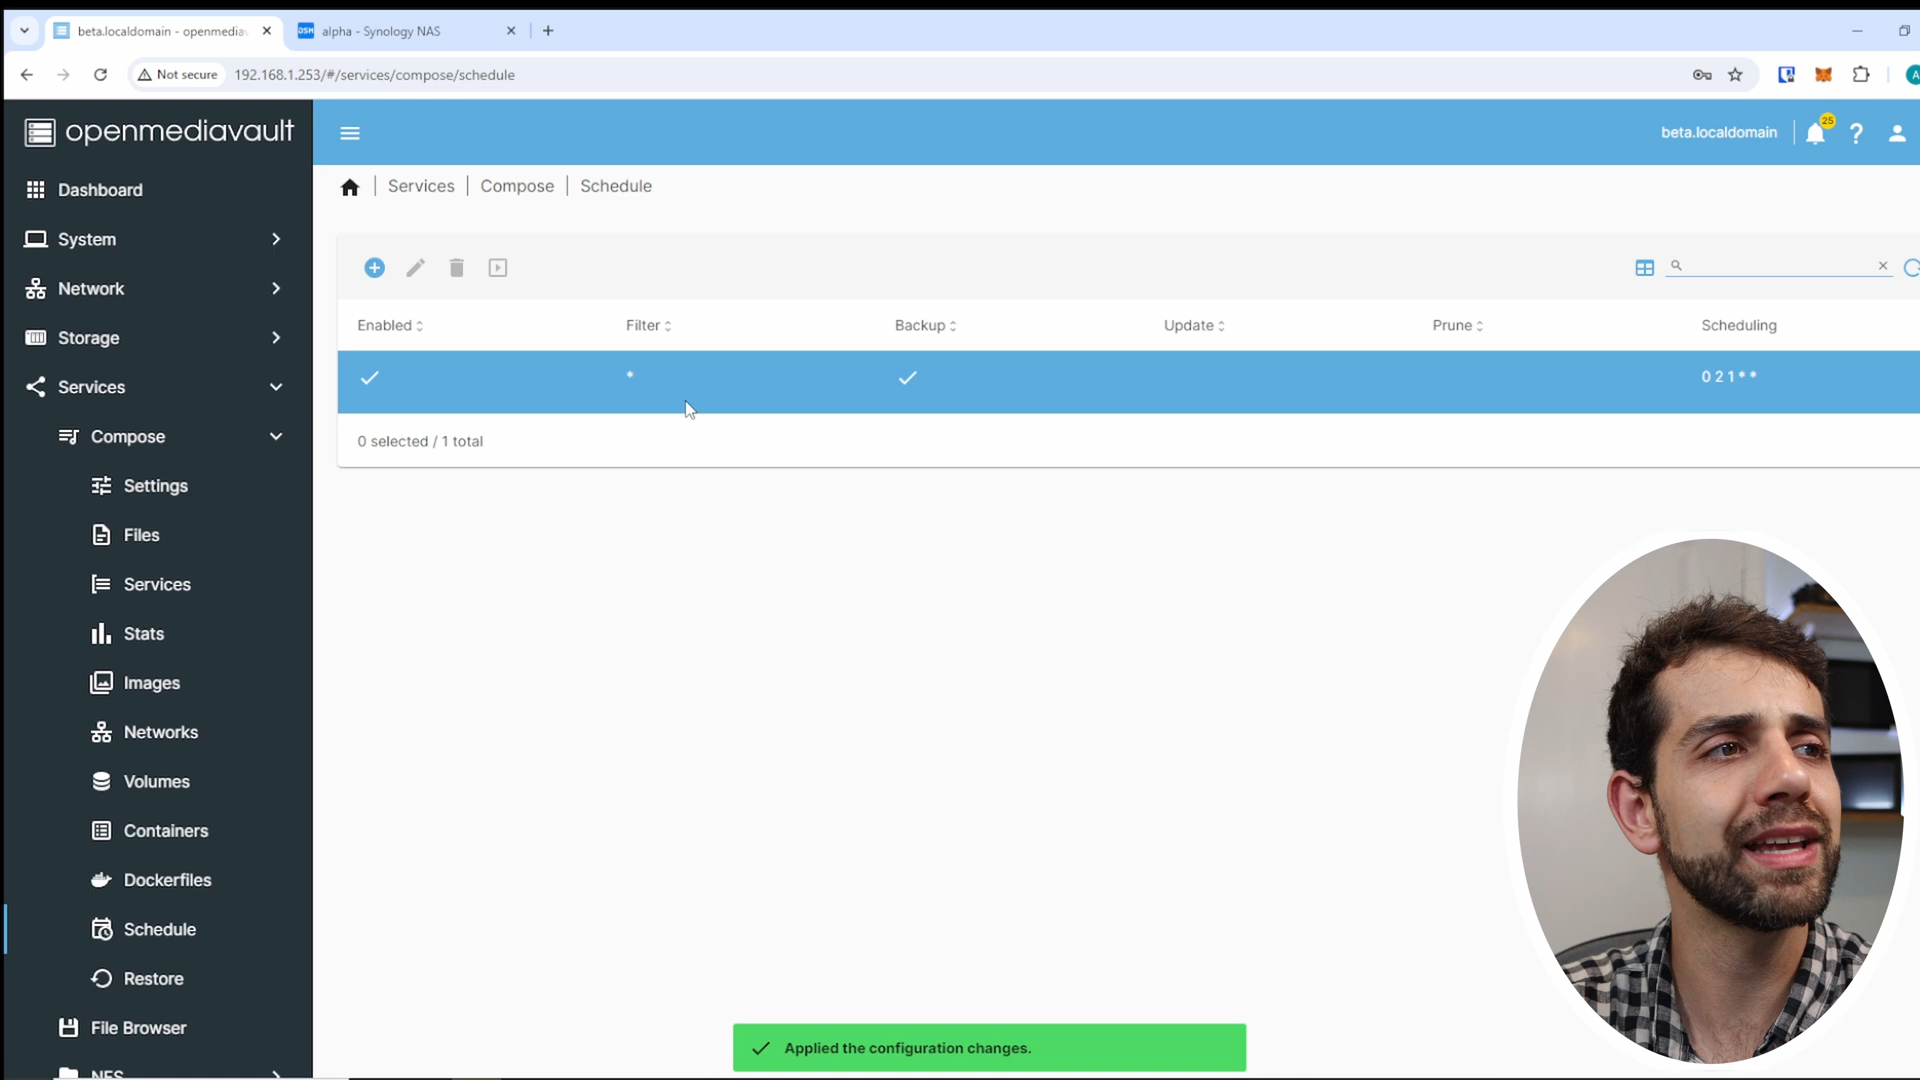 beta.localdomain - openmediav
DSM alpha - Synology NAS
Not secure 192.168.1.253/#/services/compose/schedule
A
openmediavault
beta.localdomain
25
?
Dashboard
System
Network
Storage
Services
Compose
Settings
Files
Services
Stats
Images
Networks
Volumes
Containers
Dockerfiles
Schedule
Restore
File Browser
NFS
Services | Compose | Schedule
Enabled Filter Backup Update Prune Scheduling
* 0 2 1 * *
0 selected / 1 total
Applied the configuration changes.